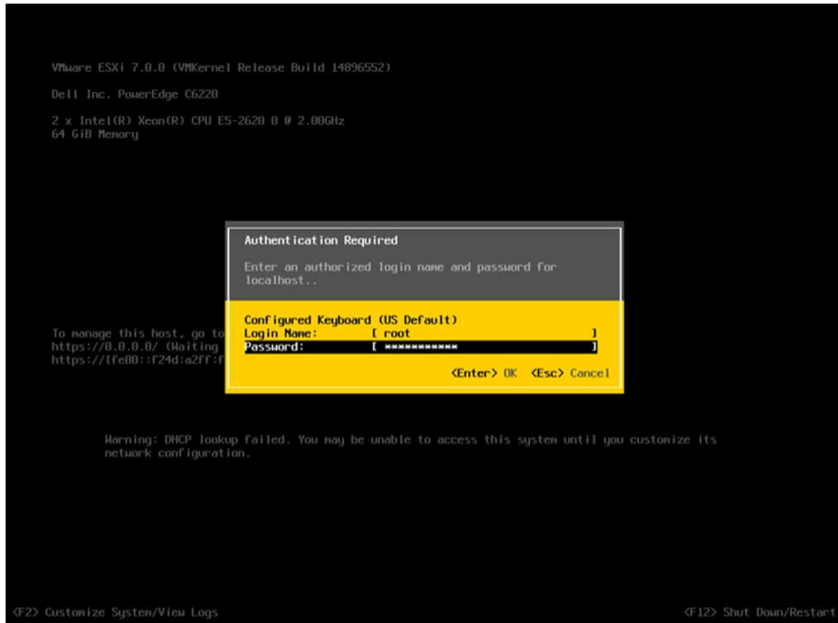 VMware ESXi 7.0.0 (VMKernel Release Build 14896552)
Dell Inc. PowerEdge C6220
2 x Intel(R) Xeon(R) CPU E5-2620 0 @ 2.00GHz
64 GiB Memory
Authentication Required
Enter an authorized login name and password for
localhost..
Configured Keyboard (US Default)
Login Name: [ root ]
Password: [ *********** ]
<Enter> OK <Esc> Cancel
To manage this host, go to
https://0.0.0.0/ (Waiting
https://[fe80::f24d:a2ff:f
Warning: DHCP lookup failed. You may be unable to access this system until you customize its
network configuration.
<F2> Customize System/View Logs
<F12> Shut Down/Restart